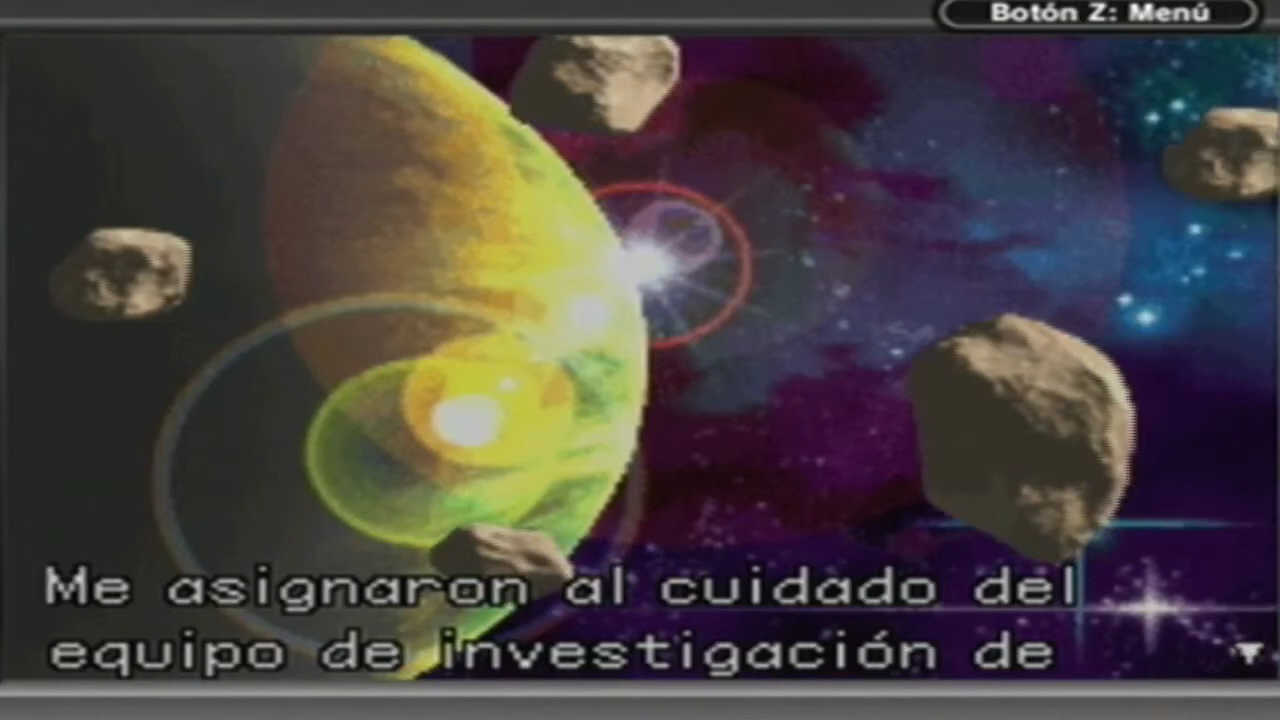 Botón Z: Menú
Me asignaron al cuidado del
equipo de investigación de